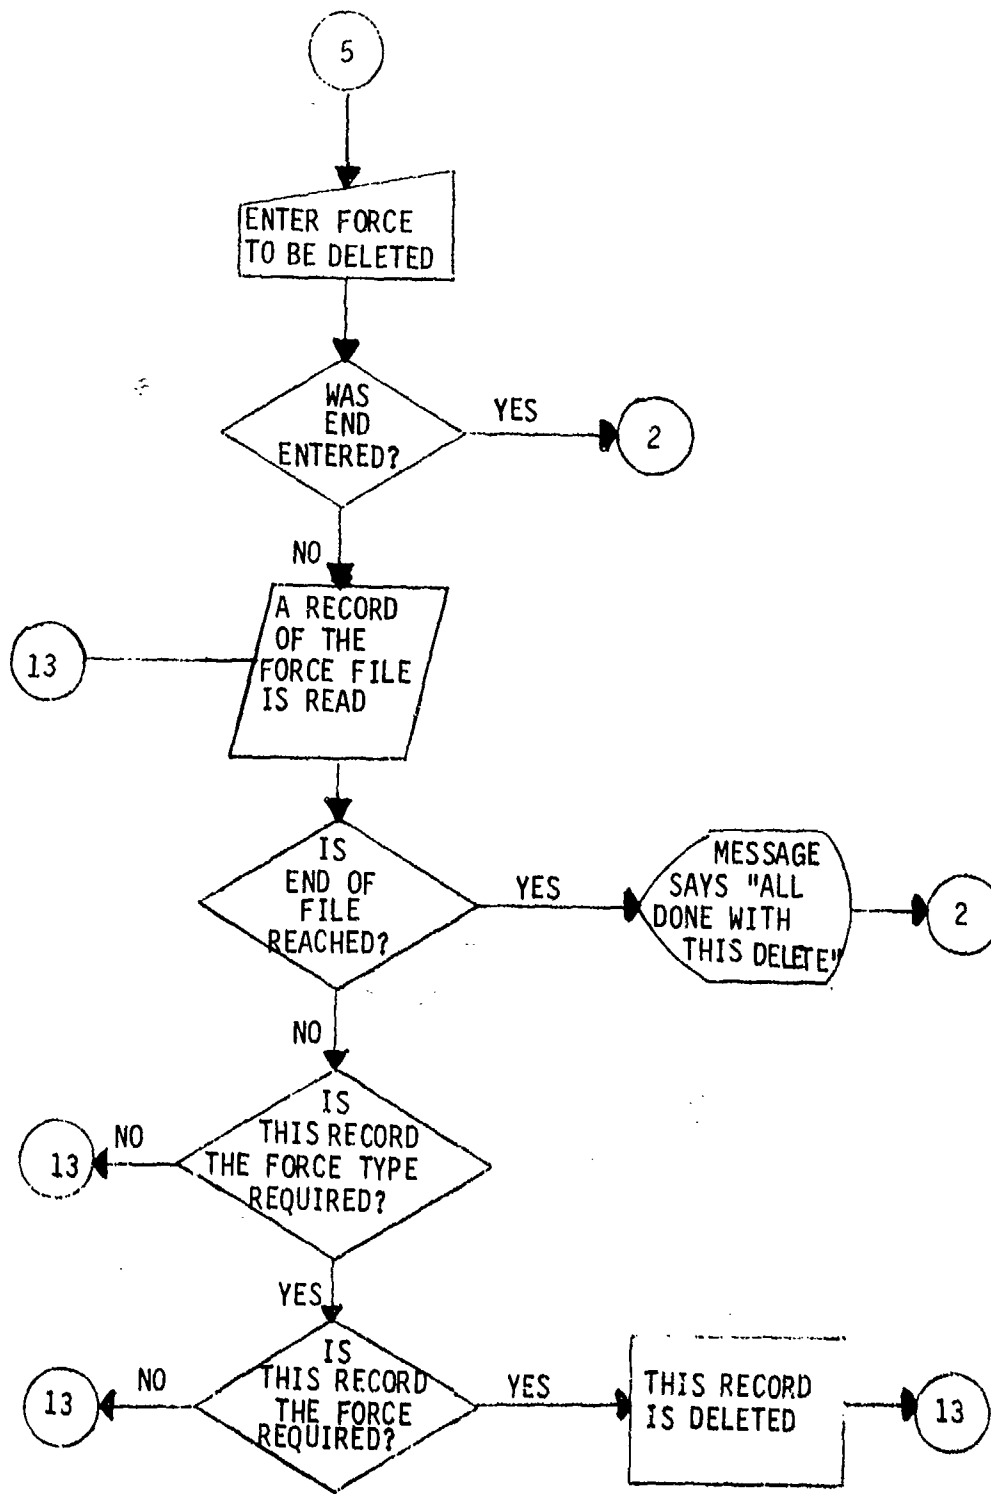 5
ENTER FORCE
TO BE DELETED
WAS
END
ENTERED?
YES
2
NO
A RECORD
OF THE
FORCE FILE
IS READ
13
IS
END OF
FILE
REACHED?
YES
MESSAGE
SAYS "ALL
DONE WITH
THIS DELETE"
2
NO
IS
THIS RECORD
THE FORCE TYPE
REQUIRED?
NO
13
YES
IS
THIS RECORD
THE FORCE
REQUIRED?
NO
13
YES
THIS RECORD
IS DELETED
13